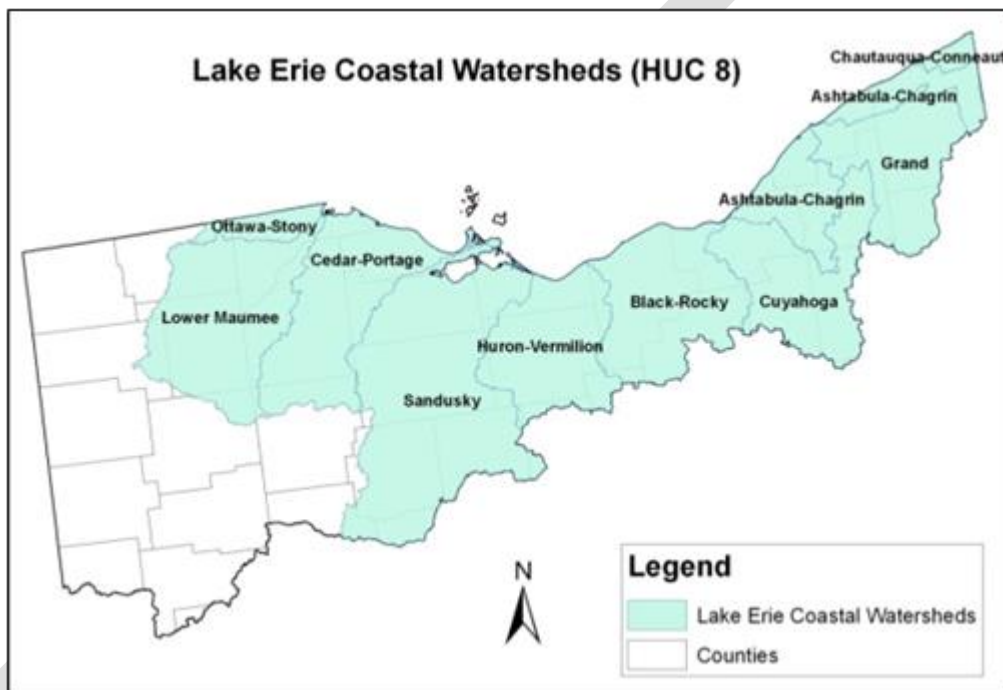 Lake Erie Coastal Watersheds (HUC 8)
Chautauqua-Conneaut
Ashtabula-Chagrin
Grand
Ashtabula-Chagrin
Ottawa-Stony
Cedar-Portage
Lower Maumee
Black-Rocky
Cuyahoga
Huron-Vermilion
Sandusky
N
Legend
Lake Erie Coastal Watersheds
Counties